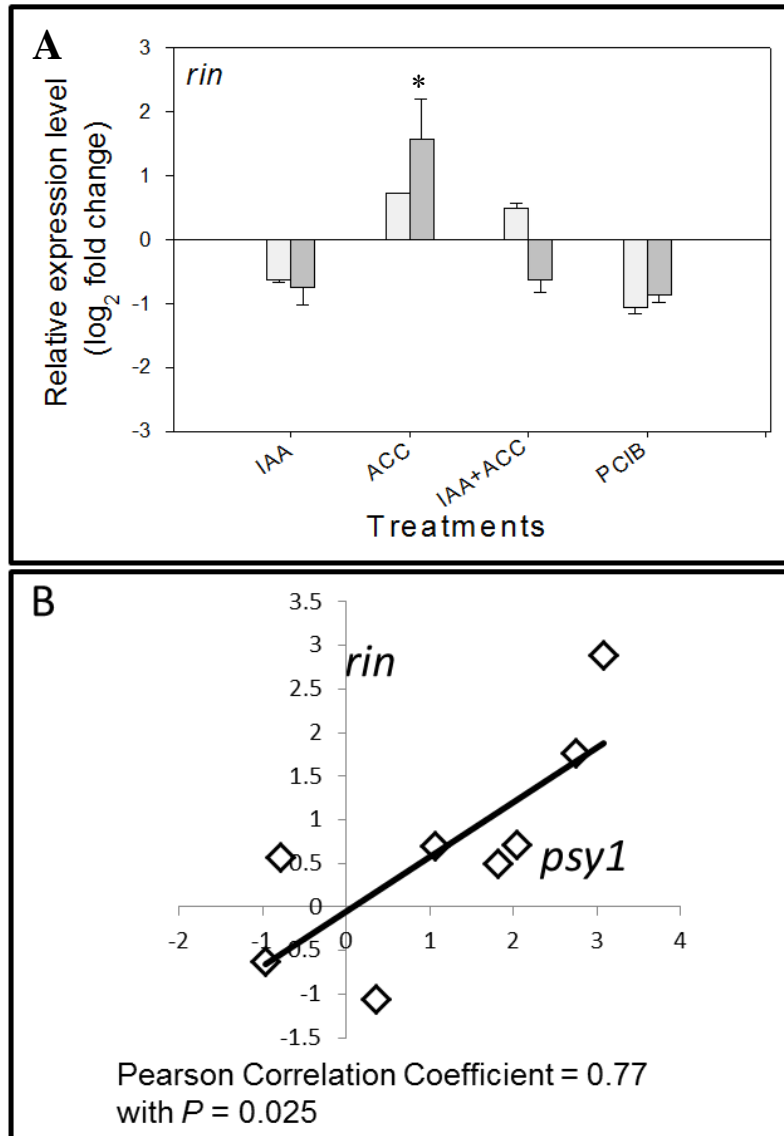 A
rin
*
Relative expression level
(log2 fold change)
3
2
1
0
-1
-2
-3
IAA
ACC
IAA+ACC
PCIB
Treatments
B
rin
psy1
3.5
3
2.5
2
1.5
1
0.5
0
0.5
-1
-1.5
-2
-1
0
1
2
3
4
Pearson Correlation Coefficient = 0.77
with P = 0.025